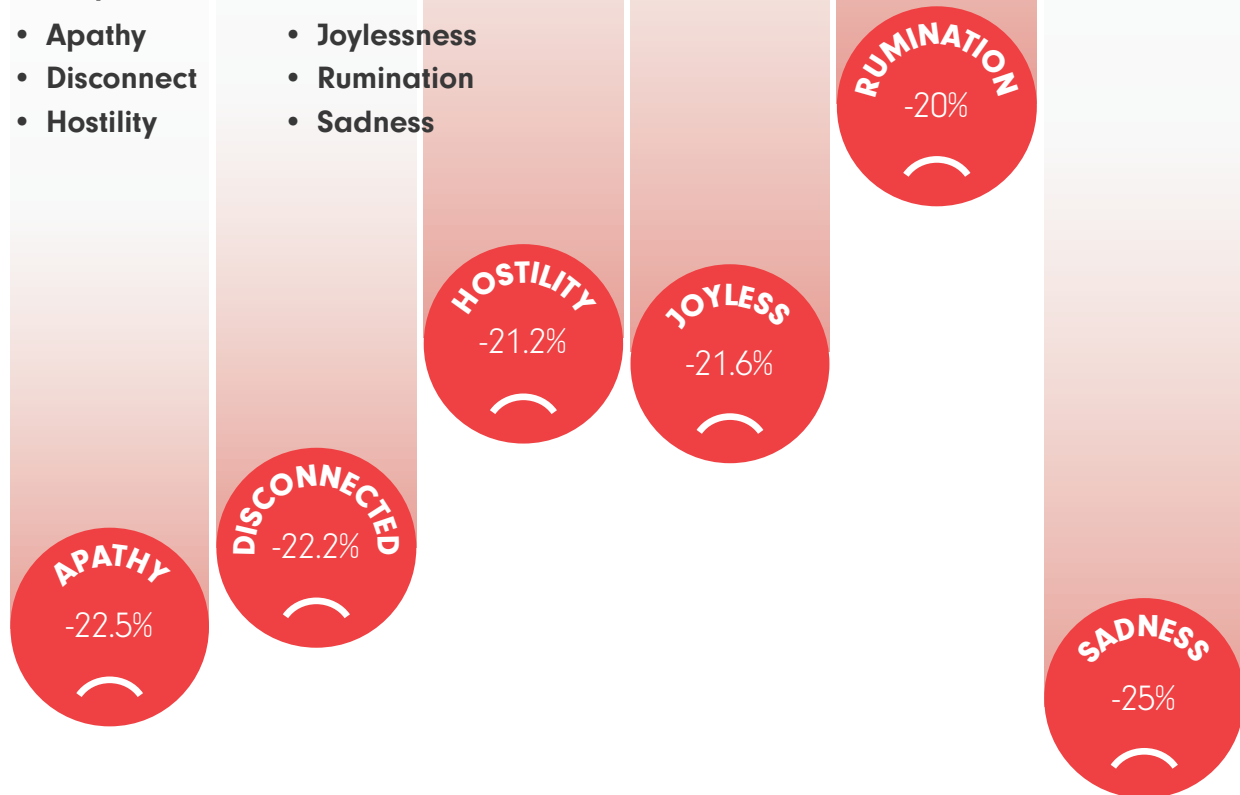 • Apathy
• Disconnect
• Hostility
• Joylessness
• Rumination
• Sadness
RUMINATION
-20%
HOSTILITY
-21.2%
JOYLESS
-21.6%
DISCONNECTED
-22.2%
APATHY
-22.5%
SADNESS
-25%